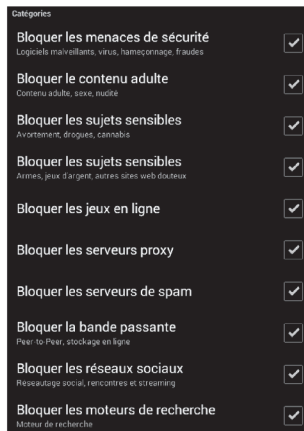 Catégories
Bloquer les menaces de sécurité
Logiciels malveillants, virus, hameçonnage, fraudes
Bloquer le contenu adulte
Contenu adulte, sexe, nudité
Bloquer les sujets sensibles
Avortement, drogues, cannabis
Bloquer les sujets sensibles
Armes, jeux d'argent, autres sites web douteux
Bloquer les jeux en ligne
Bloquer les serveurs proxy
Bloquer les serveurs de spam
Bloquer la bande passante
Peer-to-Peer, stockage en ligne
Bloquer les réseaux sociaux
Réseautage social, rencontres et streaming
Bloquer les moteurs de recherche
Moteur de recherche